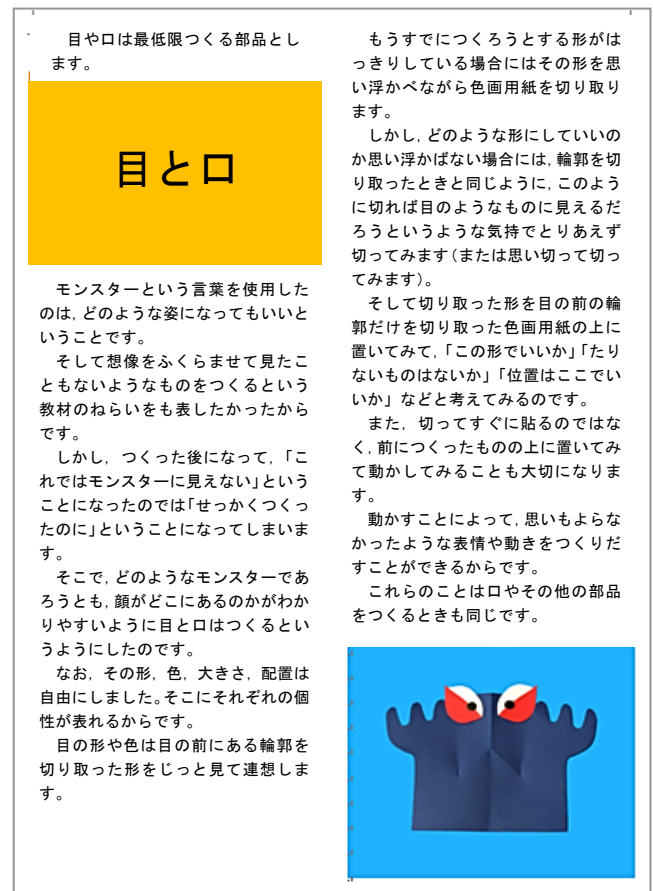 目や口は最低限つくる部品とし
ます。
目と口
モンスターという言葉を使用した
のは,どのような姿になってもいいと
いうことです。
そして想像をふくらませて見たこ
ともないようなものをつくるという
教材のねらいをも表したかったから
です。
しかし, つくった後になって,「こ
れではモンスターに見えない」という
ことになったのでは「せっかくつくっ
たのに」ということになってしまいま
す。
そこで,どのようなモンスターであ
ろうとも,顔がどこにあるのかがわか
りやすいように目と口はつくるとい
うようにしたのです。
なお, その形, 色, 大きさ, 配置は
自由にしました。そこにそれぞれの個
性が表れるからです。
目の形や色は目の前にある輪郭を
切り取った形をじっと見て連想しま
す。
もうすでにつくろうとする形がは
っきりしている場合にはその形を思
い浮かべながら色画用紙を切り取り
ます。
しかし,どのような形にしていいの
か思い浮かばない場合には,輪郭を切
り取ったときと同じように,このよう
に切れば目のようなものに見えるだ
ろうというような気持でとりあえず
切ってみます(または思い切って切っ
てみます)。
そして切り取った形を目の前の輪
郭だけを切り取った色画用紙の上に
置いてみて,「この形でいいか」「たり
ないものはないか」「位置はここでい
いか」などと考えてみるのです。
また, 切ってすぐに貼るのではな
く,前につくったものの上に置いてみ
て動かしてみることも大切になりま
す。
動かすことによって,思いもよらな
かったような表情や動きをつくりだ
すことができるからです。
これらのことは口やその他の部品
をつくるときも同じです。